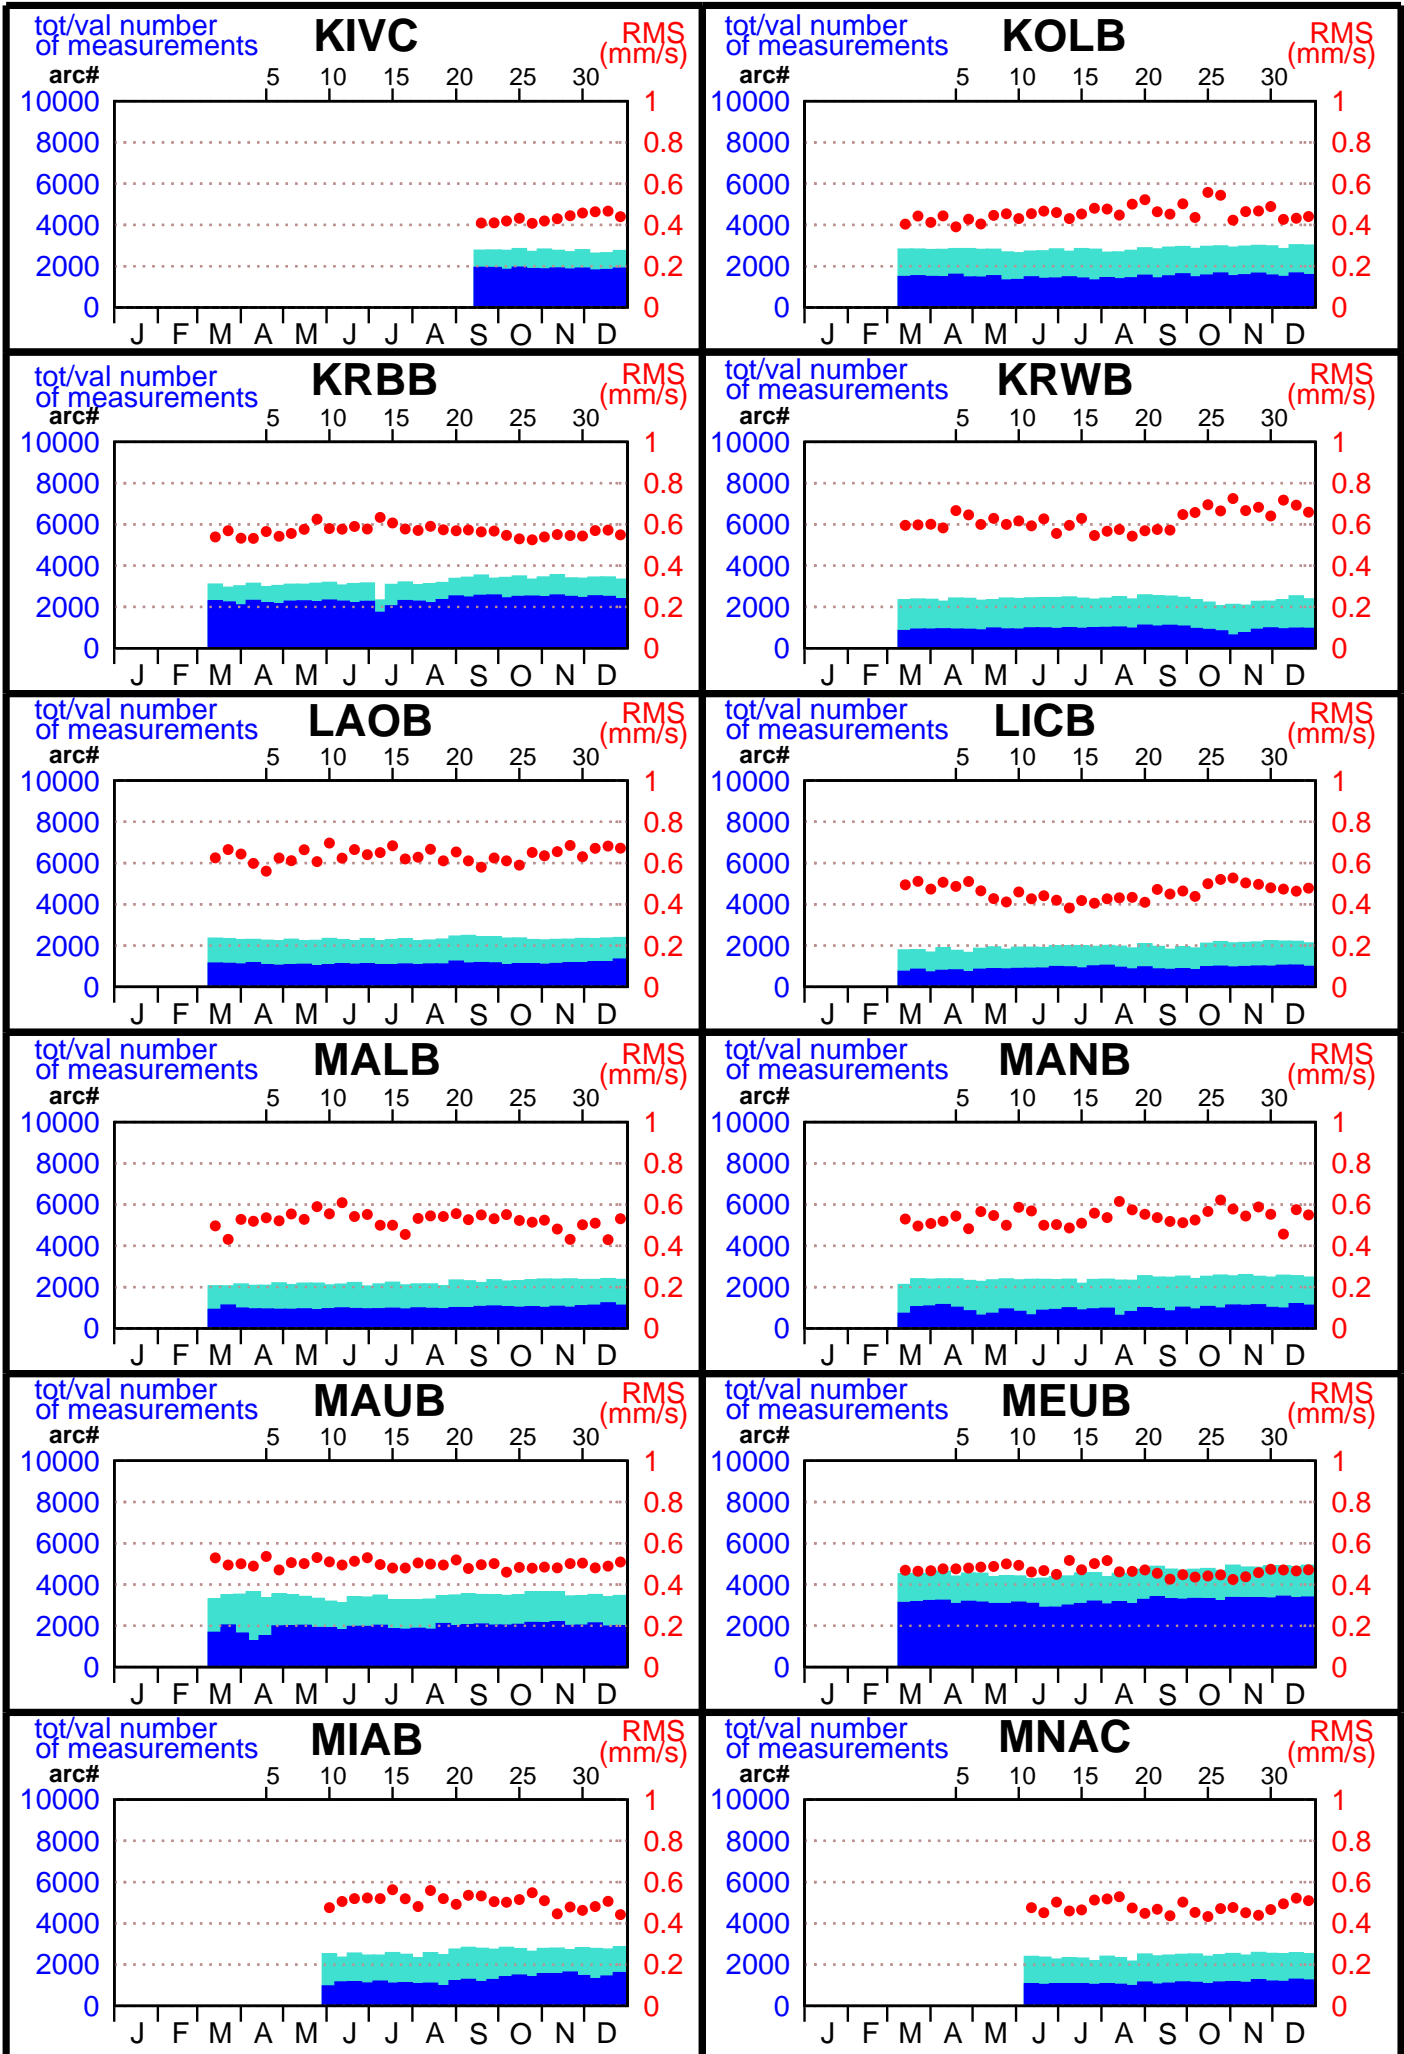 tot/val number KIVC RMS
of measurements (mm/s)
arc# 5 10 15 20 25 30
10000 1
8000 0.8
6000 0.6
4000 0.4
2000 0.2
0 0
J F M A M J J A S O N D
tot/val number KOLB RMS
of measurements (mm/s)
arc# 5 10 15 20 25 30
10000 1
8000 0.8
6000 0.6
4000 0.4
2000 0.2
0 0
J F M A M J J A S O N D
tot/val number KRBB RMS
of measurements (mm/s)
arc# 5 10 15 20 25 30
10000 1
8000 0.8
6000 0.6
4000 0.4
2000 0.2
0 0
J F M A M J J A S O N D
tot/val number KRWB RMS
of measurements (mm/s)
arc# 5 10 15 20 25 30
10000 1
8000 0.8
6000 0.6
4000 0.4
2000 0.2
0 0
J F M A M J J A S O N D
tot/val number LAOB RMS
of measurements (mm/s)
arc# 5 10 15 20 25 30
10000 1
8000 0.8
6000 0.6
4000 0.4
2000 0.2
0 0
J F M A M J J A S O N D
tot/val number LICB RMS
of measurements (mm/s)
arc# 5 10 15 20 25 30
10000 1
8000 0.8
6000 0.6
4000 0.4
2000 0.2
0 0
J F M A M J J A S O N D
tot/val number MALB RMS
of measurements (mm/s)
arc# 5 10 15 20 25 30
10000 1
8000 0.8
6000 0.6
4000 0.4
2000 0.2
0 0
J F M A M J J A S O N D
tot/val number MANB RMS
of measurements (mm/s)
arc# 5 10 15 20 25 30
10000 1
8000 0.8
6000 0.6
4000 0.4
2000 0.2
0 0
J F M A M J J A S O N D
tot/val number MAUB RMS
of measurements (mm/s)
arc# 5 10 15 20 25 30
10000 1
8000 0.8
6000 0.6
4000 0.4
2000 0.2
0 0
J F M A M J J A S O N D
tot/val number MEUB RMS
of measurements (mm/s)
arc# 5 10 15 20 25 30
10000 1
8000 0.8
6000 0.6
4000 0.4
2000 0.2
0 0
J F M A M J J A S O N D
tot/val number MIAB RMS
of measurements (mm/s)
arc# 5 10 15 20 25 30
10000 1
8000 0.8
6000 0.6
4000 0.4
2000 0.2
0 0
J F M A M J J A S O N D
tot/val number MNAC RMS
of measurements (mm/s)
arc# 5 10 15 20 25 30
10000 1
8000 0.8
6000 0.6
4000 0.4
2000 0.2
0 0
J F M A M J J A S O N D